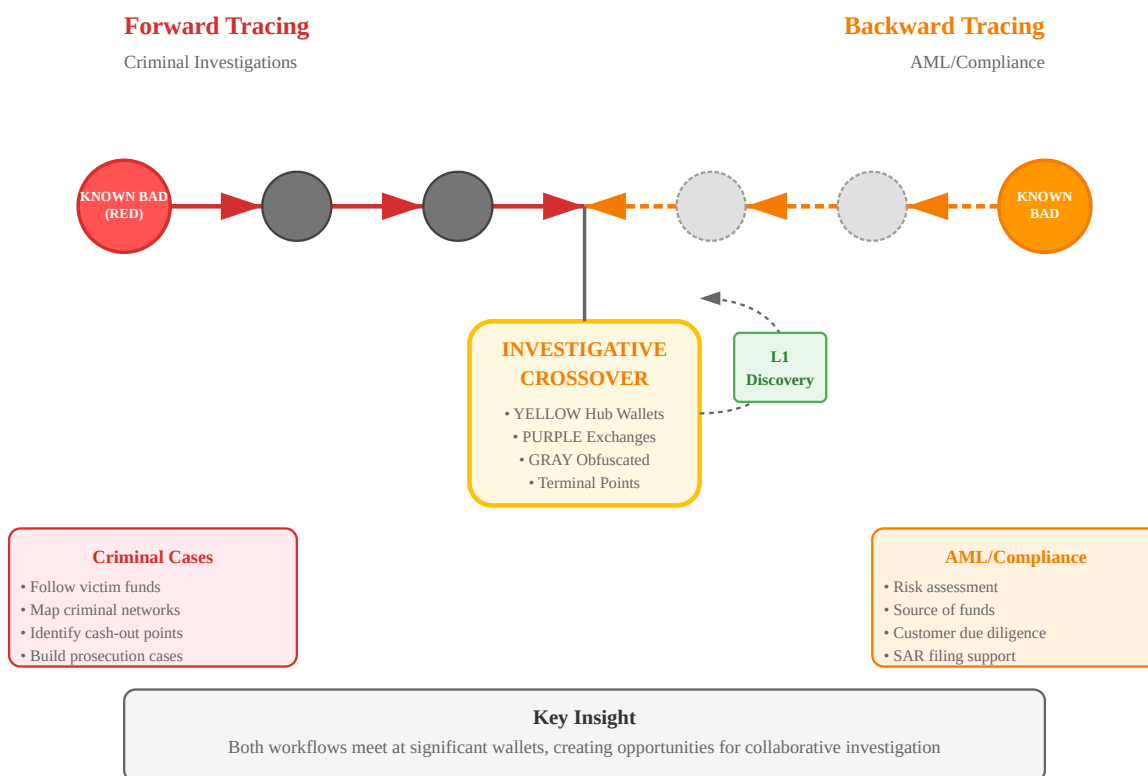 Forward Tracing
Criminal Investigations
Backward Tracing
AML/Compliance
KNOWN BAD
(RED)
KNOWN
BAD
INVESTIGATIVE
CROSSOVER
• YELLOW Hub Wallets
• PURPLE Exchanges
• GRAY Obfuscated
• Terminal Points
L1
Discovery
Criminal Cases
• Follow victim funds
• Map criminal networks
• Identify cash-out points
• Build prosecution cases
AML/Compliance
• Risk assessment
• Source of funds
• Customer due diligence
• SAR filing support
Key Insight
Both workflows meet at significant wallets, creating opportunities for collaborative investigation